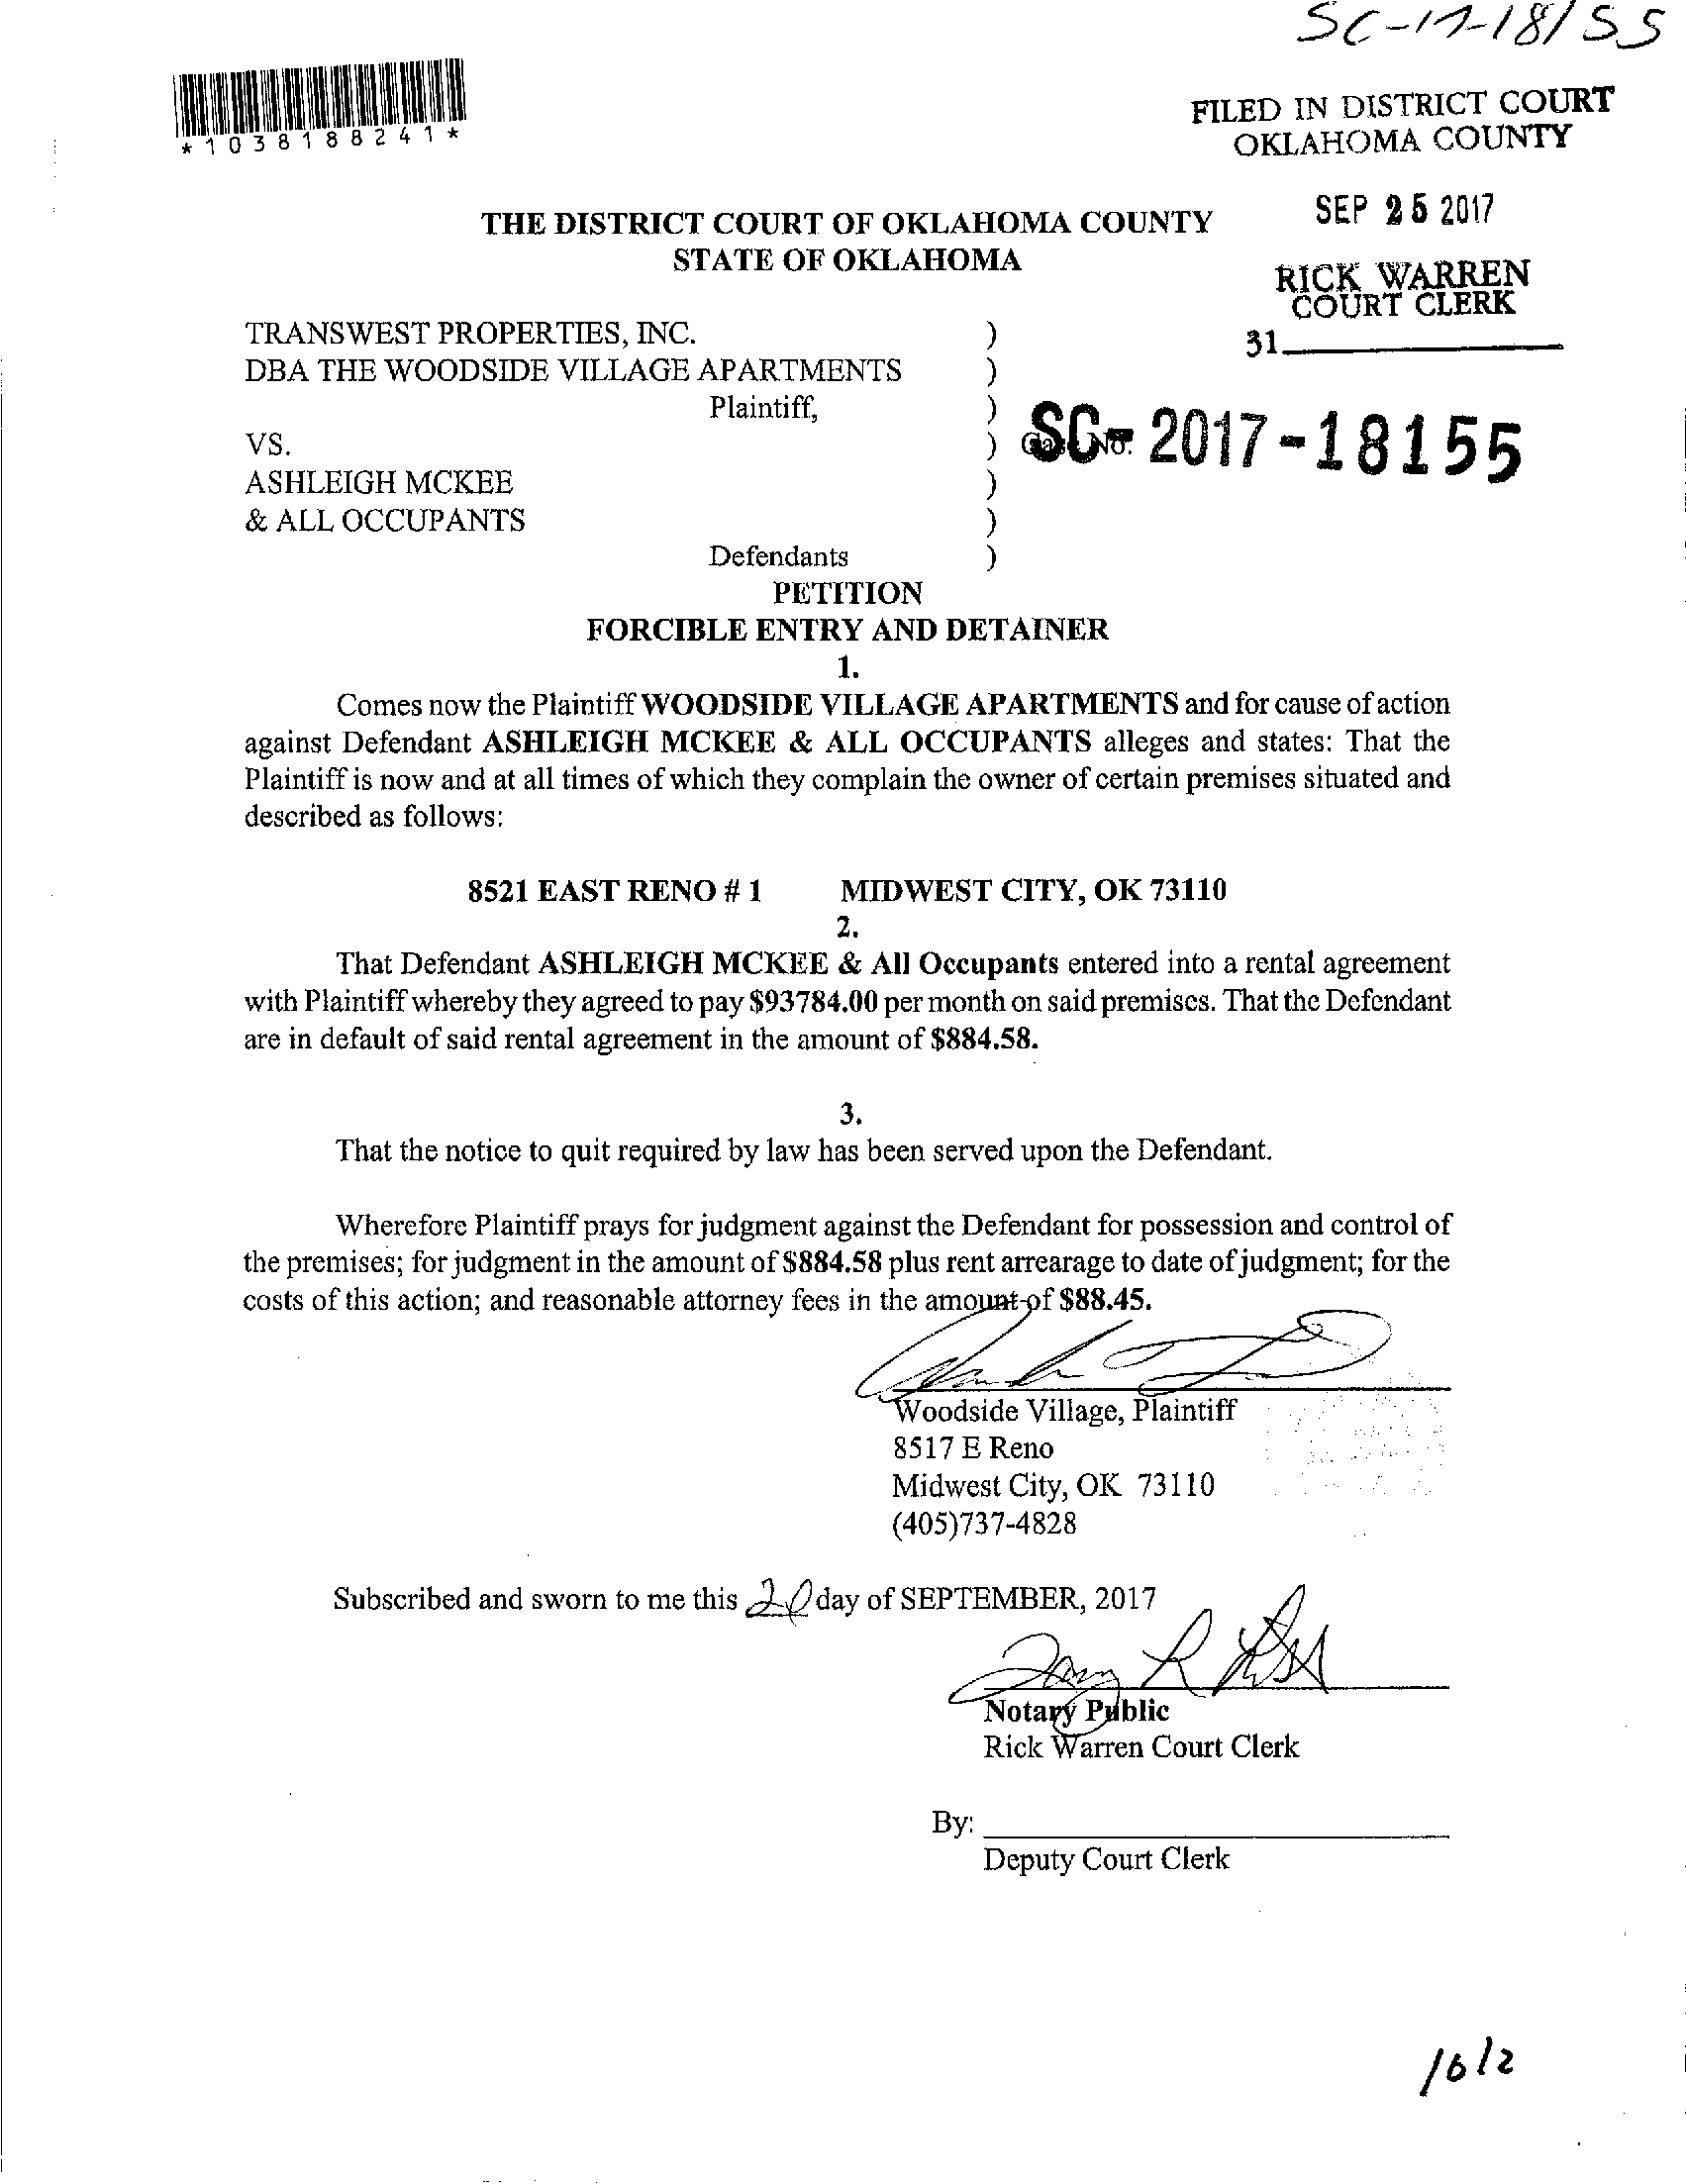 SC-17-18155
*1038188241*
FILED IN DISTRICT COURT
OKLAHOMA COUNTY
SEP 25 2017
RICK WARREN
COURT CLERK
31
THE DISTRICT COURT OF OKLAHOMA COUNTY
STATE OF OKLAHOMA
TRANSWEST PROPERTIES, INC. )
DBA THE WOODSIDE VILLAGE APARTMENTS )
Plaintiff, )
VS. ) Case No. SC-2017-18155
ASHLEIGH MCKEE )
& ALL OCCUPANTS )
Defendants )
PETITION
FORCIBLE ENTRY AND DETAINER
1.
Comes now the Plaintiff WOODSIDE VILLAGE APARTMENTS and for cause of action
against Defendant ASHLEIGH MCKEE & ALL OCCUPANTS alleges and states: That the
Plaintiff is now and at all times of which they complain the owner of certain premises situated and
described as follows:
8521 EAST RENO # 1 MIDWEST CITY, OK 73110
2.
That Defendant ASHLEIGH MCKEE & All Occupants entered into a rental agreement
with Plaintiff whereby they agreed to pay $93784.00 per month on said premises. That the Defendant
are in default of said rental agreement in the amount of $884.58.
3.
That the notice to quit required by law has been served upon the Defendant.
Wherefore Plaintiff prays for judgment against the Defendant for possession and control of
the premises; for judgment in the amount of $884.58 plus rent arrearage to date of judgment; for the
costs of this action; and reasonable attorney fees in the amount of $88.45.
Woodside Village, Plaintiff
8517 E Reno
Midwest City, OK 73110
(405)737-4828
Subscribed and sworn to me this 20 day of SEPTEMBER, 2017
Notary Public
Rick Warren Court Clerk
By:
Deputy Court Clerk
10/2